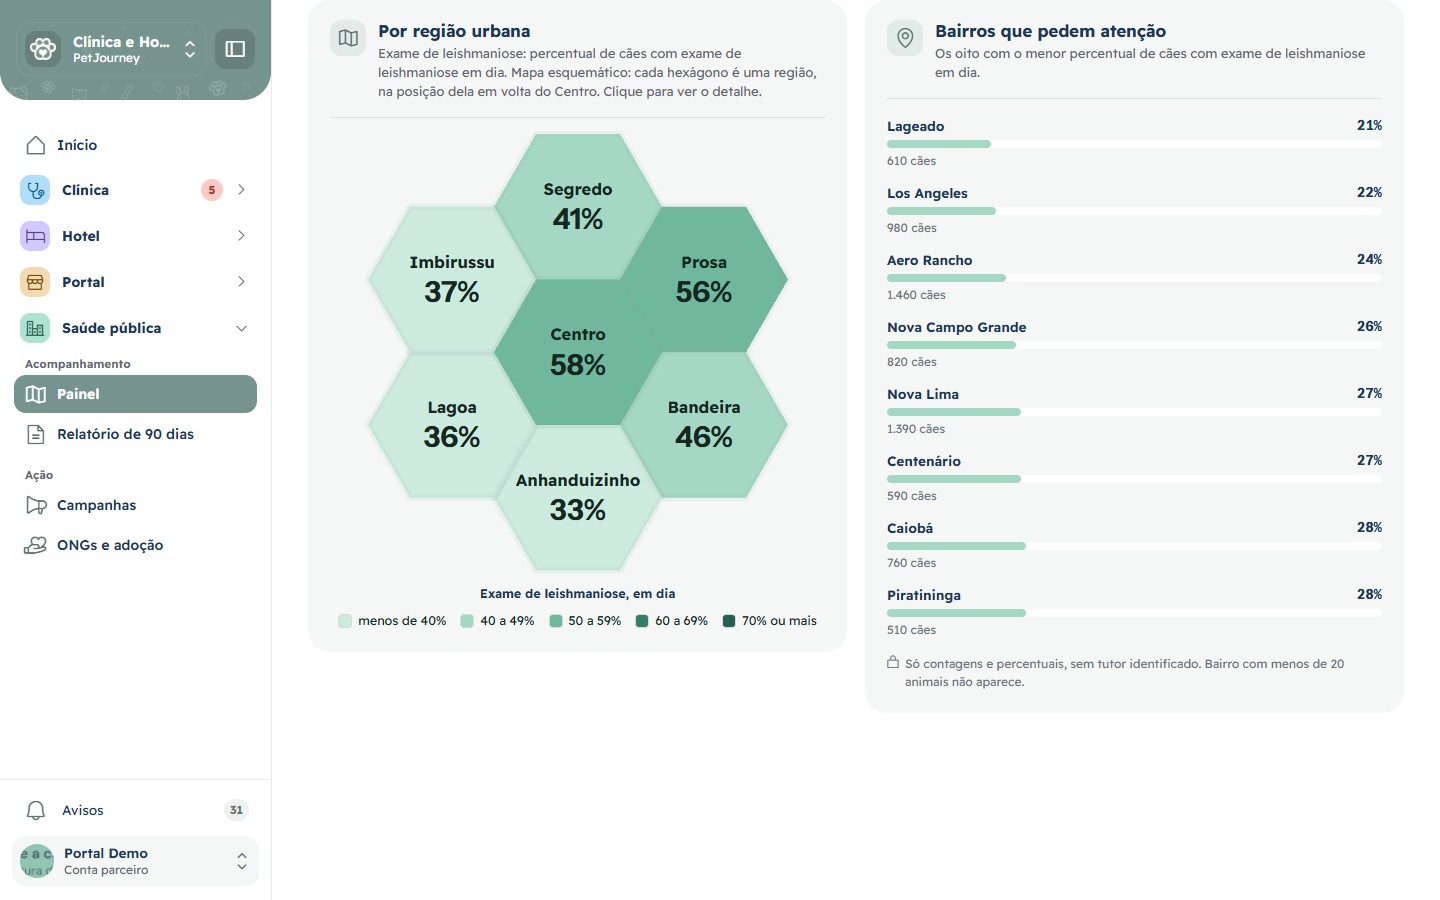 Clínica e Ho...
PetJourney
Início
Clínica
5
Hotel
Portal
Saúde pública
Acompanhamento
Painel
Relatório de 90 dias
Ação
Campanhas
ONGs e adoção
Avisos
31
Portal Demo
Conta parceiro
Por região urbana
Exame de leishmaniose: percentual de cães com exame de
leishmaniose em dia. Mapa esquemático: cada hexágono é uma região,
na posição dela em volta do Centro. Clique para ver o detalhe.
Segredo
41%
Imbirussu
37%
Prosa
56%
Centro
58%
Lagoa
36%
Bandeira
46%
Anhanduizinho
33%
Exame de leishmaniose, em dia
menos de 40%
40 a 49%
50 a 59%
60 a 69%
70% ou mais
Bairros que pedem atenção
Os oito com o menor percentual de cães com exame de leishmaniose
em dia.
Lageado 21%
610 cães
Los Angeles 22%
980 cães
Aero Rancho 24%
1.460 cães
Nova Campo Grande 26%
820 cães
Nova Lima 27%
1.390 cães
Centenário 27%
590 cães
Caiobá 28%
760 cães
Piratininga 28%
510 cães
Só contagens e percentuais, sem tutor identificado. Bairro com menos de 20
animais não aparece.